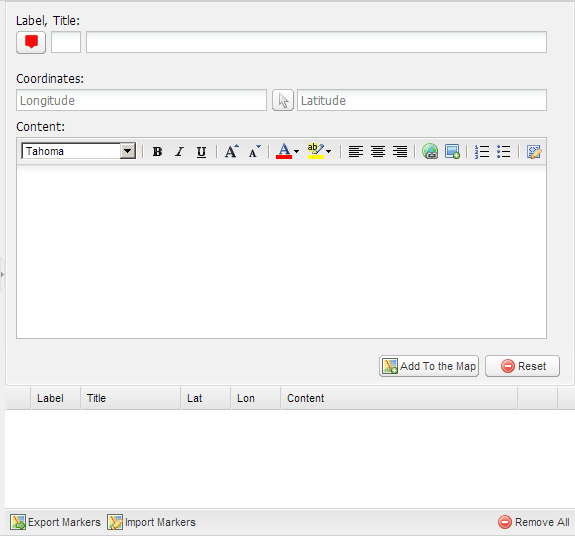 Label, Title:
Coordinates:
Longitude Latitude
Content:
Tahoma B I U A A A ab
Add To the Map Reset
Label Title Lat Lon Content
Export Markers Import Markers Remove All